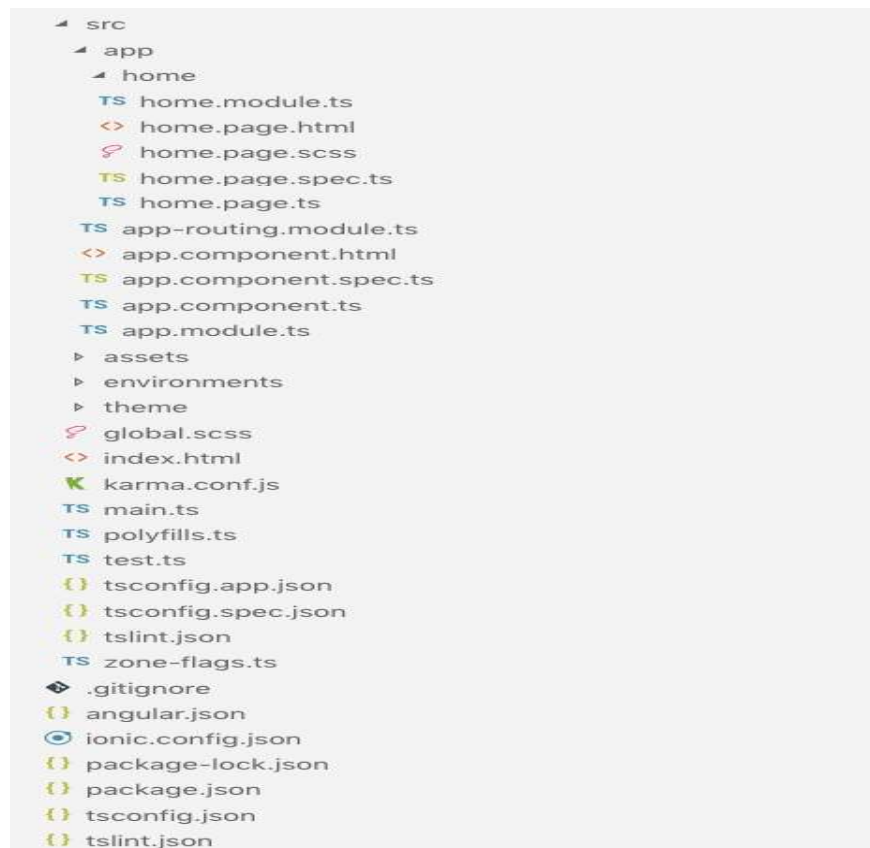 src
app
home
TS home.module.ts
<> home.page.html
home.page.scss
TS home.page.spec.ts
TS home.page.ts
TS app-routing.module.ts
<> app.component.html
TS app.component.spec.ts
TS app.component.ts
TS app.module.ts
assets
environments
theme
global.scss
<> index.html
K karma.conf.js
TS main.ts
TS polyfills.ts
TS test.ts
{} tsconfig.app.json
{} tsconfig.spec.json
{} tslint.json
TS zone-flags.ts
.gitignore
{} angular.json
ionic.config.json
{} package-lock.json
{} package.json
{} tsconfig.json
{} tslint.json